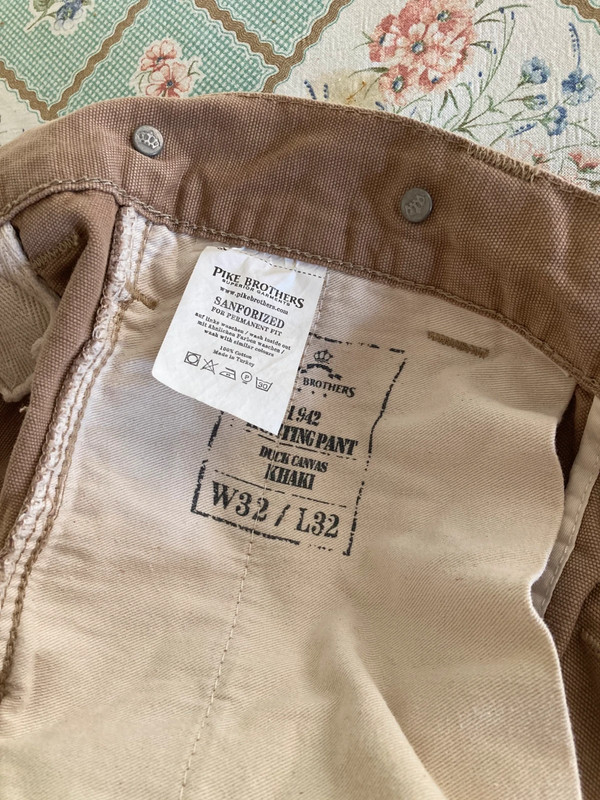 PIKE BROTHERS
SUPERIOR GARMENTS
www.pikebrothers.com
SANFORIZED
FOR PERMANENT FIT
auf links waschen / wash inside out
mit ähnlichen Farben waschen /
wash with similar colours
100% Cotton
Made in Turkey
30
BROTHERS
1942
PANT
DUCK CANVAS
KHAKI
W32 / L32